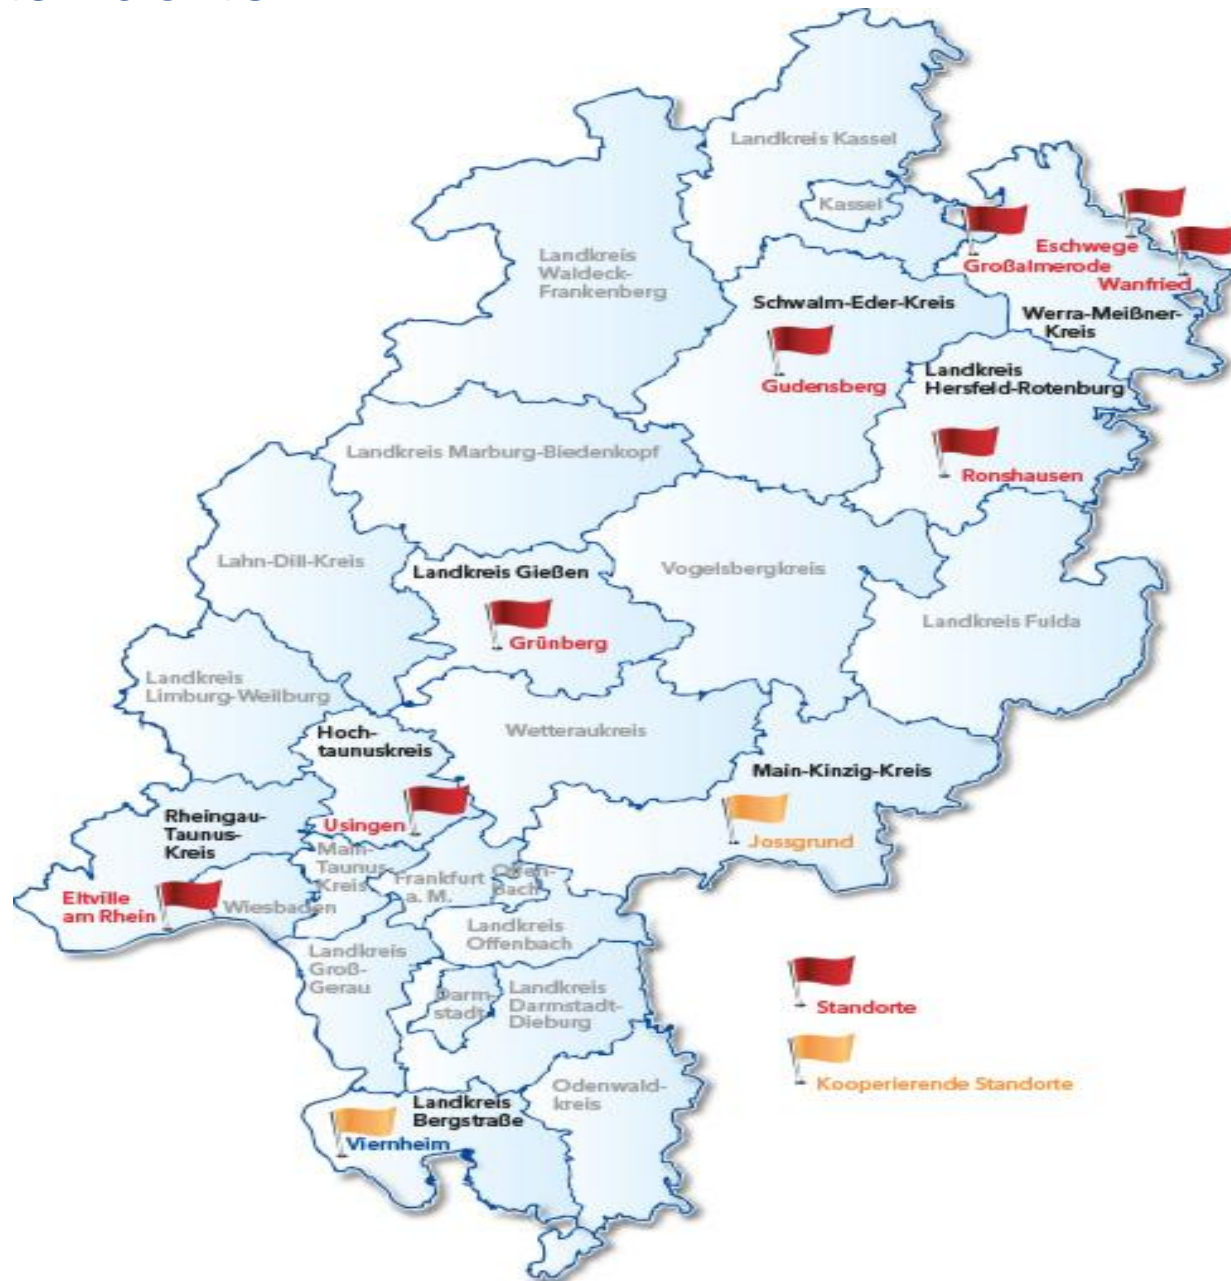 Landkreis Kassel
Kassel
Landkreis
Waldeck-
Frankenberg
Eschwege
Großalmerode
Wanfried
Schwalm-Eder-Kreis
Werra-Meißner-
Kreis
Gudensberg
Landkreis
Hersfeld-Rotenburg
Landkreis Marburg-Biedenkopf
Ronshausen
Lahn-Dill-Kreis
Landkreis Gießen
Vogelsbergkreis
Grünberg
Landkreis Fulda
Landkreis
Limburg-Weilburg
Hoch-
taunuskreis
Wetteraukreis
Main-Kinzig-Kreis
Rheingau-
Taunus-
Kreis
Usingen
Jossgrund
Main-
Taunus-
Kreis
Frankfurt
a. M.
Offen-
bach
Eltville
am Rhein
Wiesbaden
Landkreis
Offenbach
Landkreis
Groß-
Gerau
Darm-
stadt
Landkreis
Darmstadt-
Dieburg
Standorte
Kooperierende Standorte
Odenwald-
kreis
Landkreis
Bergstraße
Viernheim